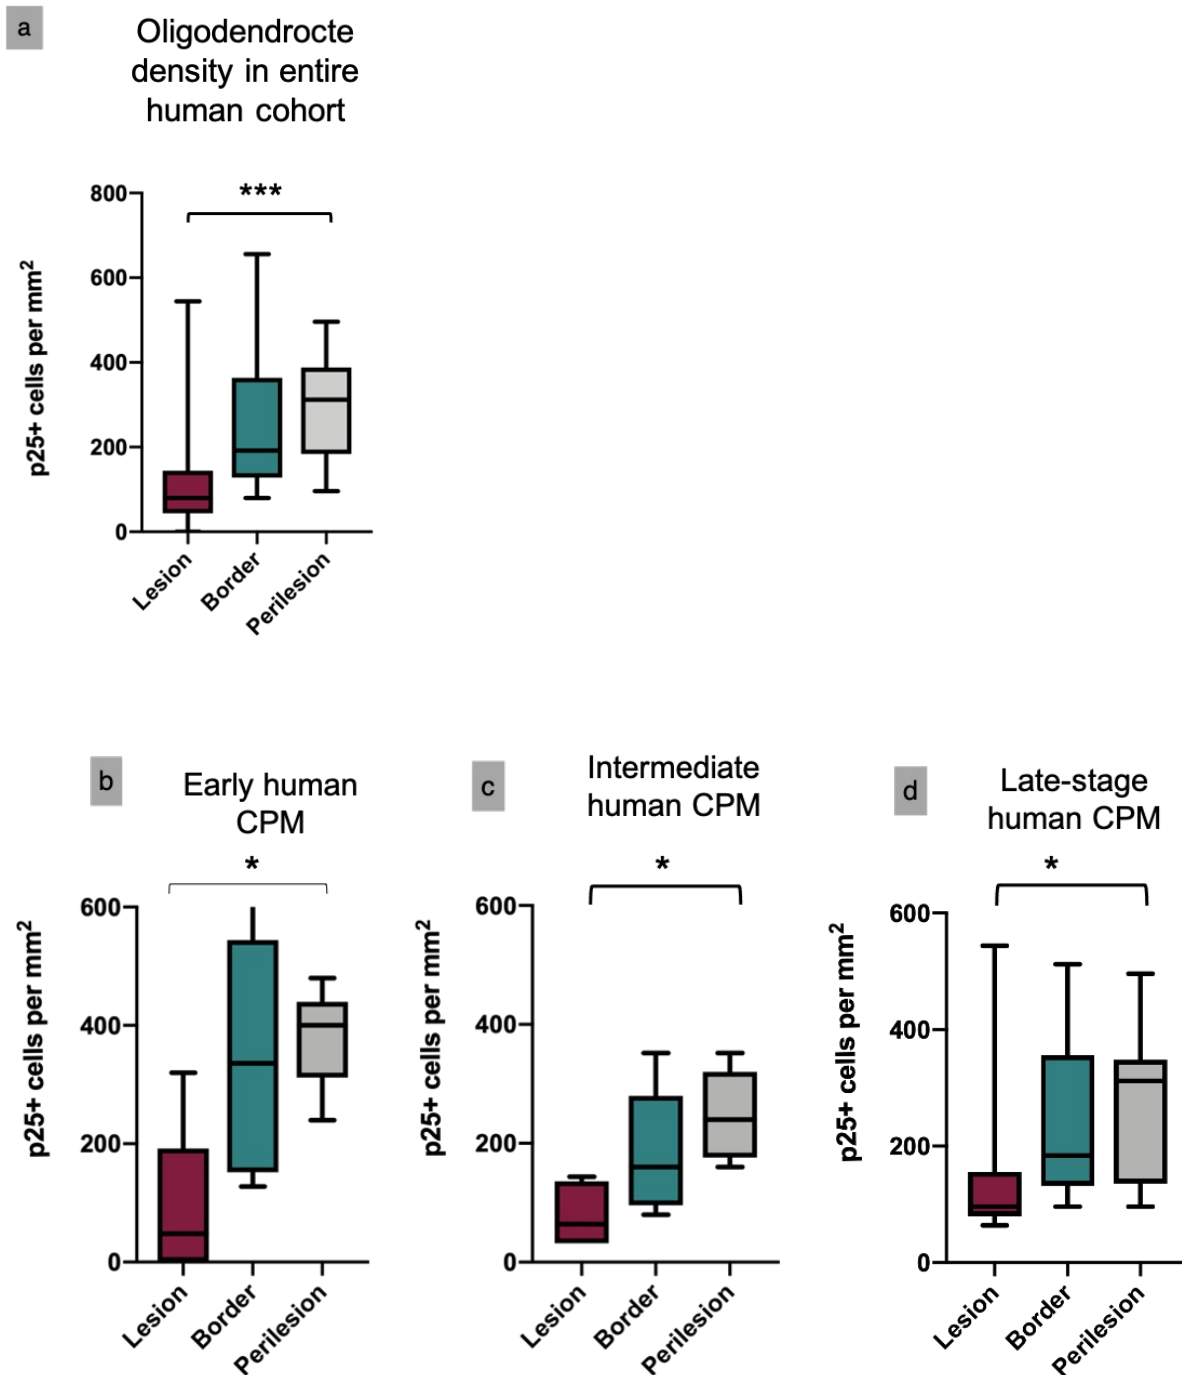 a
Oligodendrocte
density in entire
human cohort
***
800
600
400
200
0
p25+ cells per mm²
Lesion
Border
Perilesion
b
Early human
CPM
*
600
400
200
0
p25+ cells per mm²
Lesion
Border
Perilesion
c
Intermediate
human CPM
*
600
400
200
0
p25+ cells per mm²
Lesion
Border
Perilesion
d
Late-stage
human CPM
*
600
400
200
0
p25+ cells per mm²
Lesion
Border
Perilesion